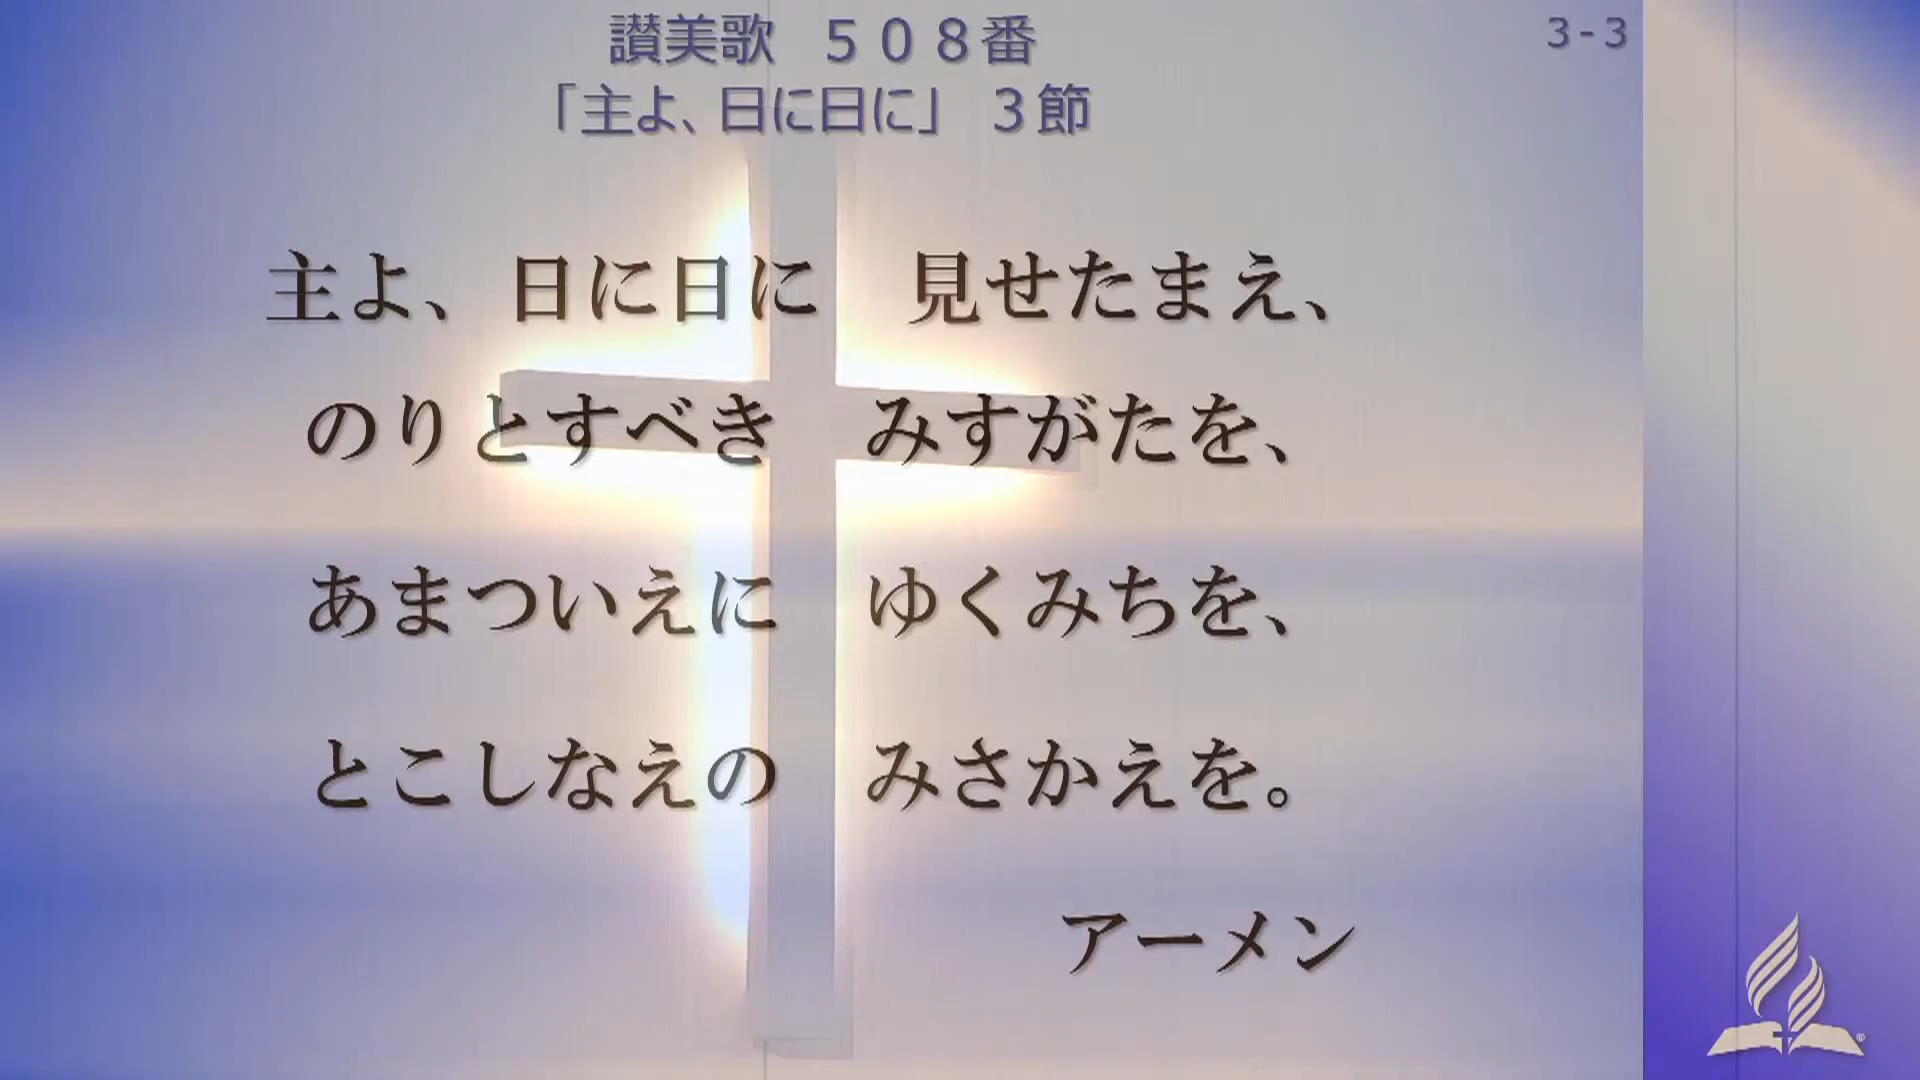 讃美歌　５０８番
3-3
「主よ、日に日に」　３節
主よ、日に日に　見せたまえ、
のりとすべき　みすがたを、
あまついえに　ゆくみちを、
とこしなえの　みさかえを。
アーメン